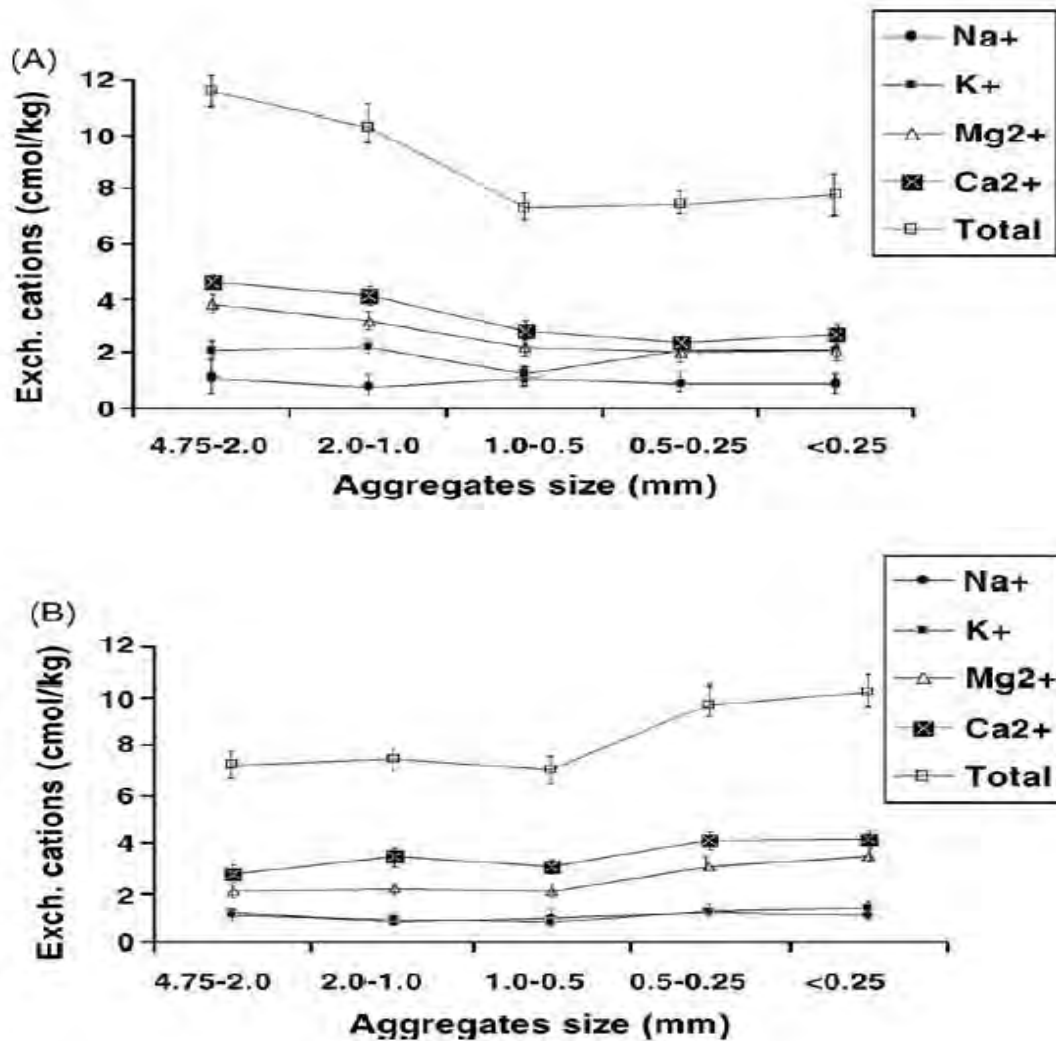 (A)
Exch. cations (cmol/kg)
12
10
8
6
4
2
0
4.75-2.0 2.0-1.0 1.0-0.5 0.5-0.25 <0.25
Aggregates size (mm)
Na+
K+
Mg2+
Ca2+
Total
(B)
Exch. cations (cmol/kg)
12
10
8
6
4
2
0
4.75-2.0 2.0-1.0 1.0-0.5 0.5-0.25 <0.25
Aggregates size (mm)
Na+
K+
Mg2+
Ca2+
Total